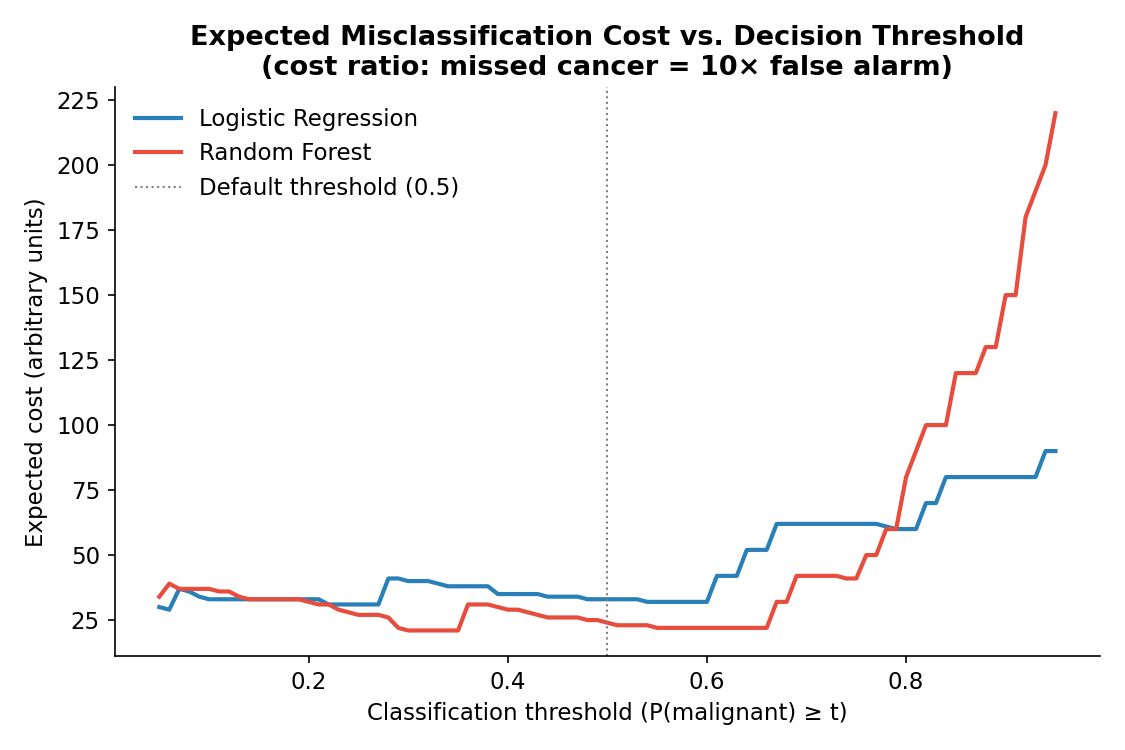 Expected Misclassification Cost vs. Decision Threshold
(cost ratio: missed cancer = 10× false alarm)
Logistic Regression
Random Forest
Default threshold (0.5)
Expected cost (arbitrary units)
225
200
175
150
125
100
75
50
25
0.2 0.4 0.6 0.8
Classification threshold (P(malignant) ≥ t)